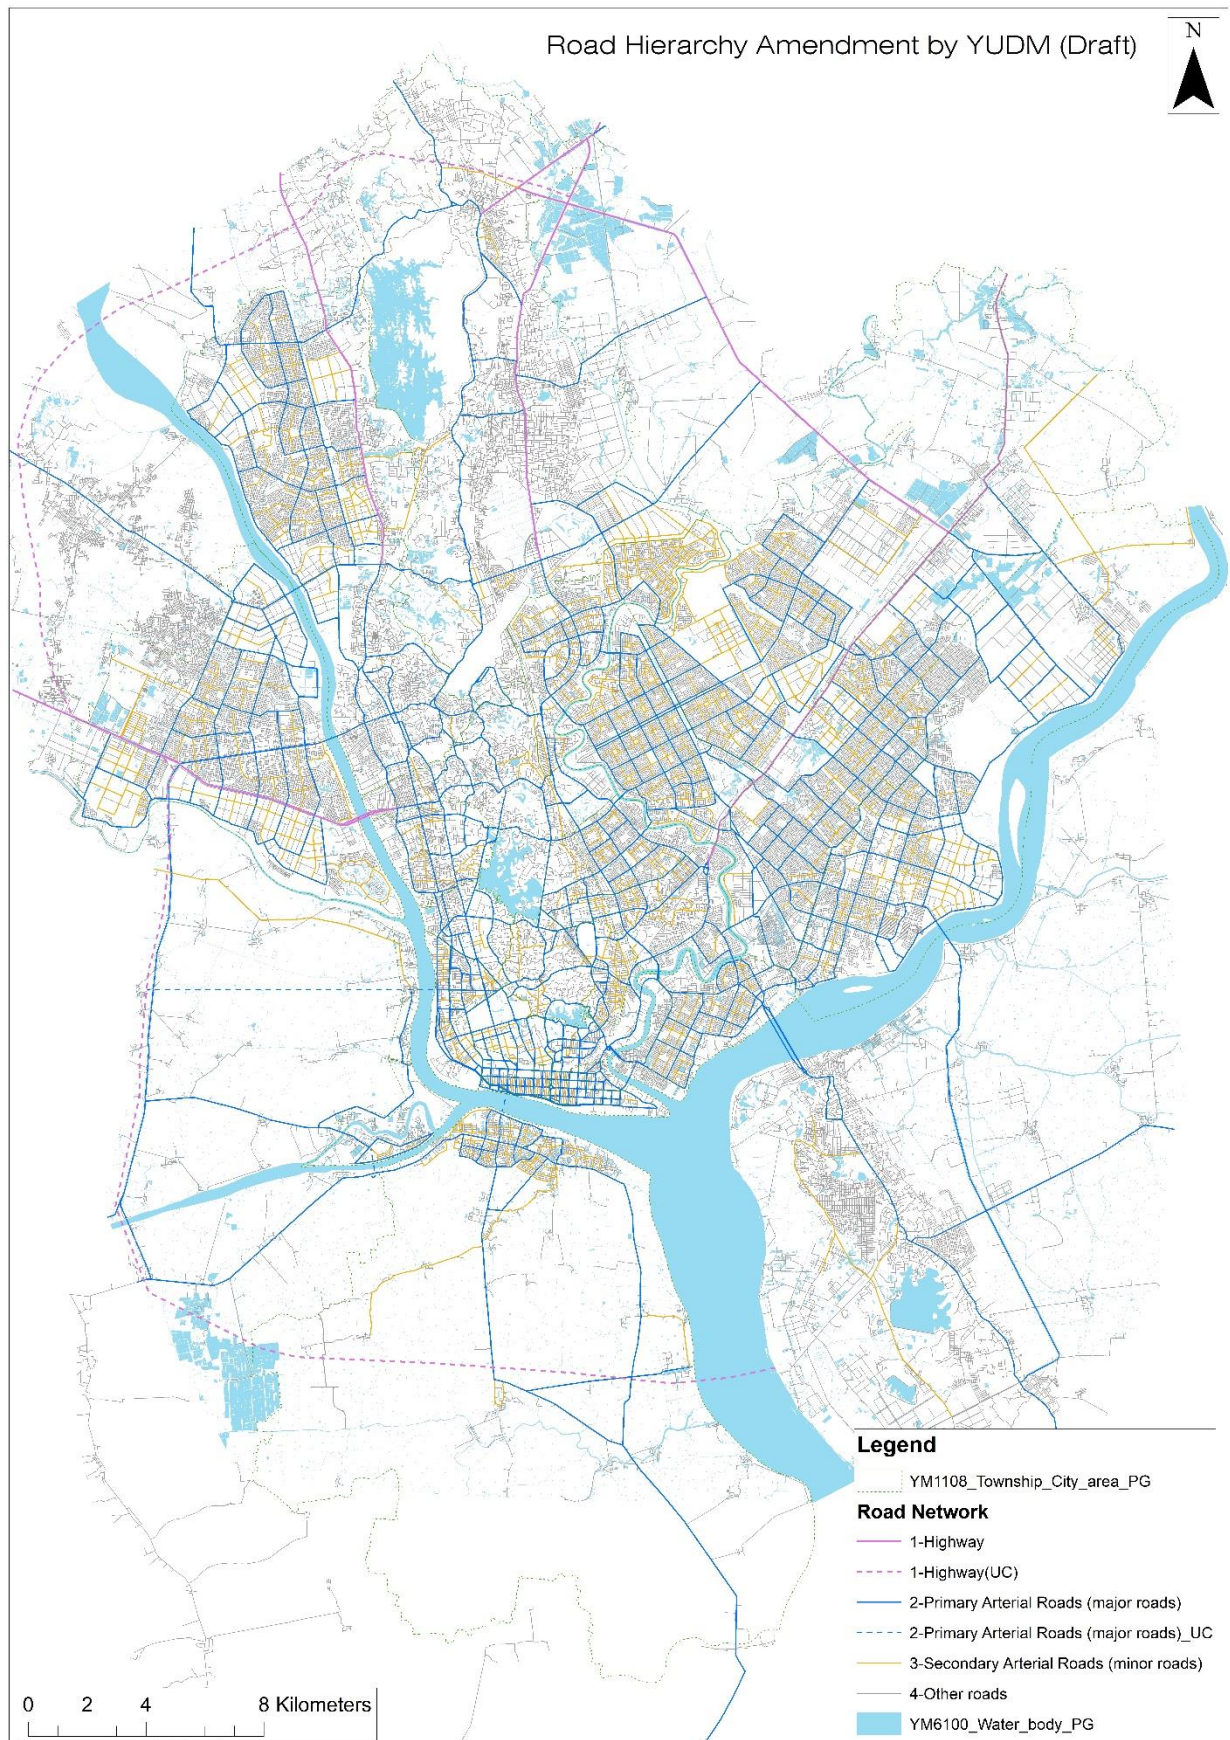 Road Hierarchy Amendment by YUDM (Draft)
N
Legend
YM1108_Township_City_area_PG
Road Network
1-Highway
1-Highway(UC)
2-Primary Arterial Roads (major roads)
2-Primary Arterial Roads (major roads)_UC
3-Secondary Arterial Roads (minor roads)
4-Other roads
YM6100_Water_body_PG
0 2 4 8 Kilometers